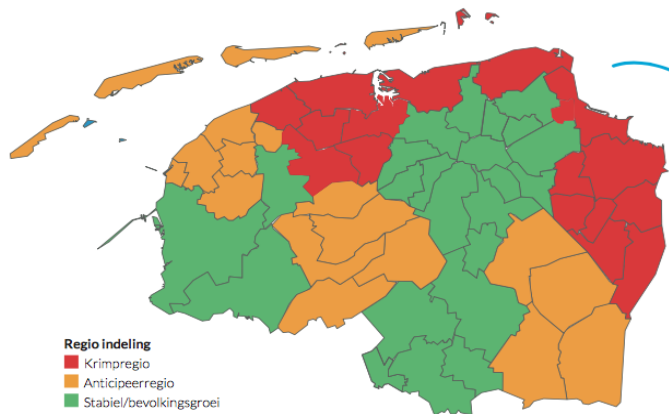 Regio indeling
Krimpregio
Anticipeerregio
Stabiel/bevolkingsgroei